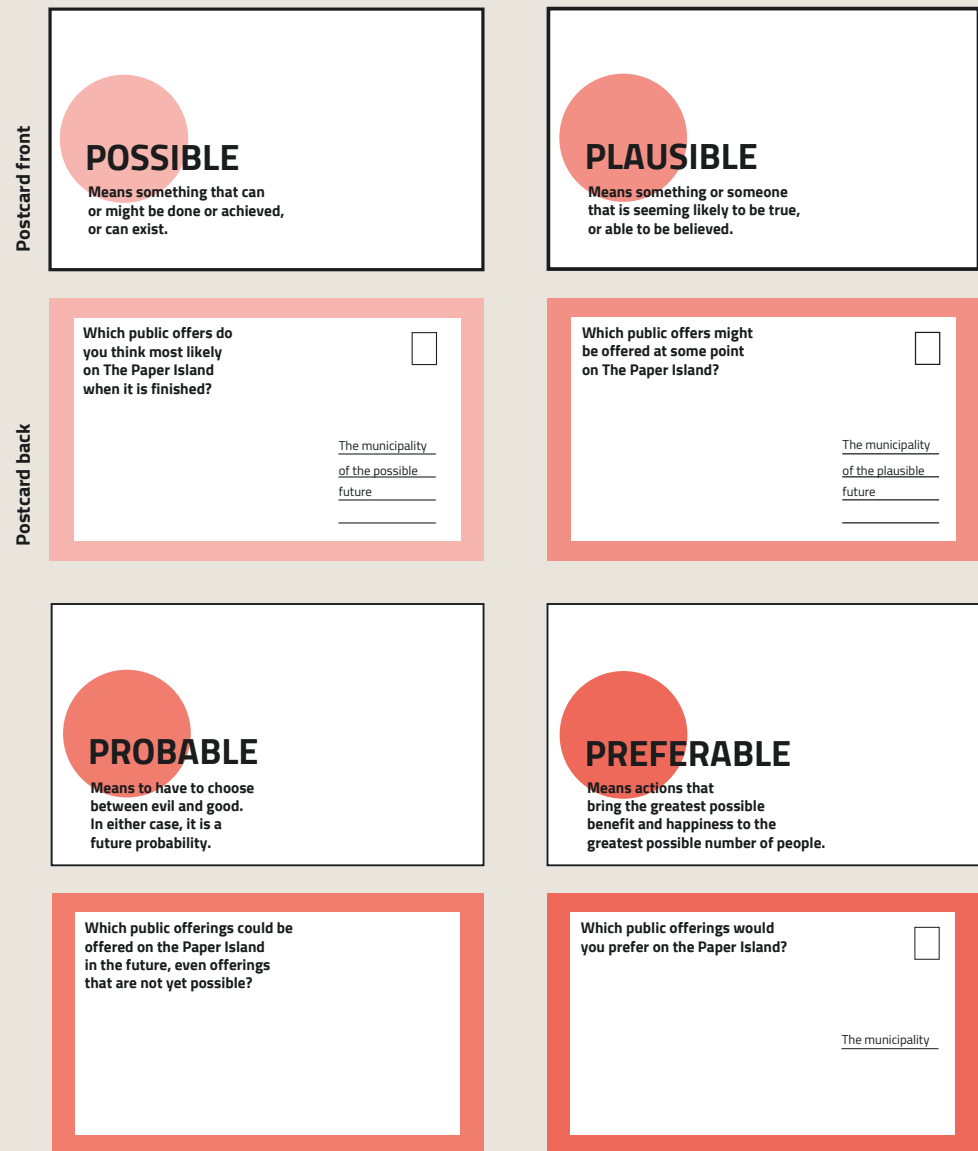 Postcard front
POSSIBLE
Means something that can
or might be done or achieved,
or can exist.
PLAUSIBLE
Means something or someone
that is seeming likely to be true,
or able to be believed.
Postcard back
Which public offers do
you think most likely
on The Paper Island
when it is finished?
The municipality
of the possible
future
Which public offers might
be offered at some point
on The Paper Island?
The municipality
of the plausible
future
PROBABLE
Means to have to choose
between evil and good.
In either case, it is a
future probability.
PREFERABLE
Means actions that
bring the greatest possible
benefit and happiness to the
greatest possible number of people.
Which public offerings could be
offered on the Paper Island
in the future, even offerings
that are not yet possible?
Which public offerings would
you prefer on the Paper Island?
The municipality